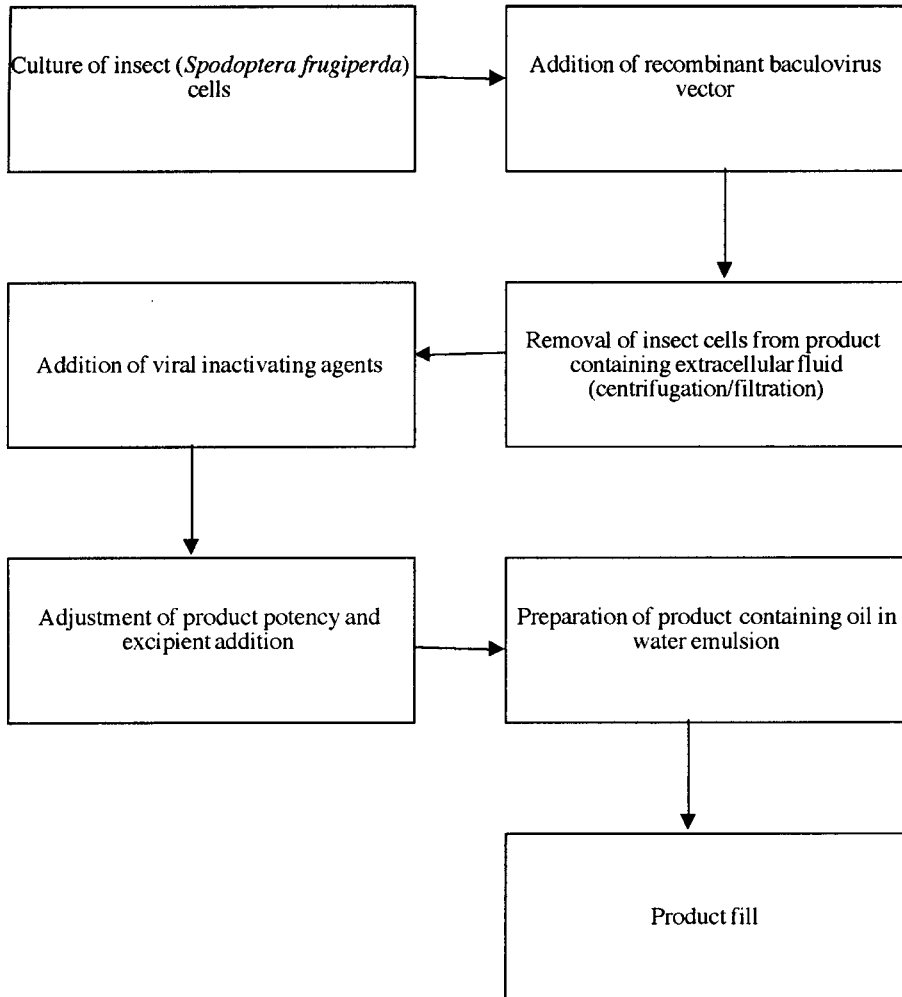 Culture of insect (Spodoptera frugiperda)
cells
Addition of recombinant baculovirus
vector
Removal of insect cells from product
containing extracellular fluid
(centrifugation/filtration)
Addition of viral inactivating agents
Adjustment of product potency and
excipient addition
Preparation of product containing oil in
water emulsion
Product fill